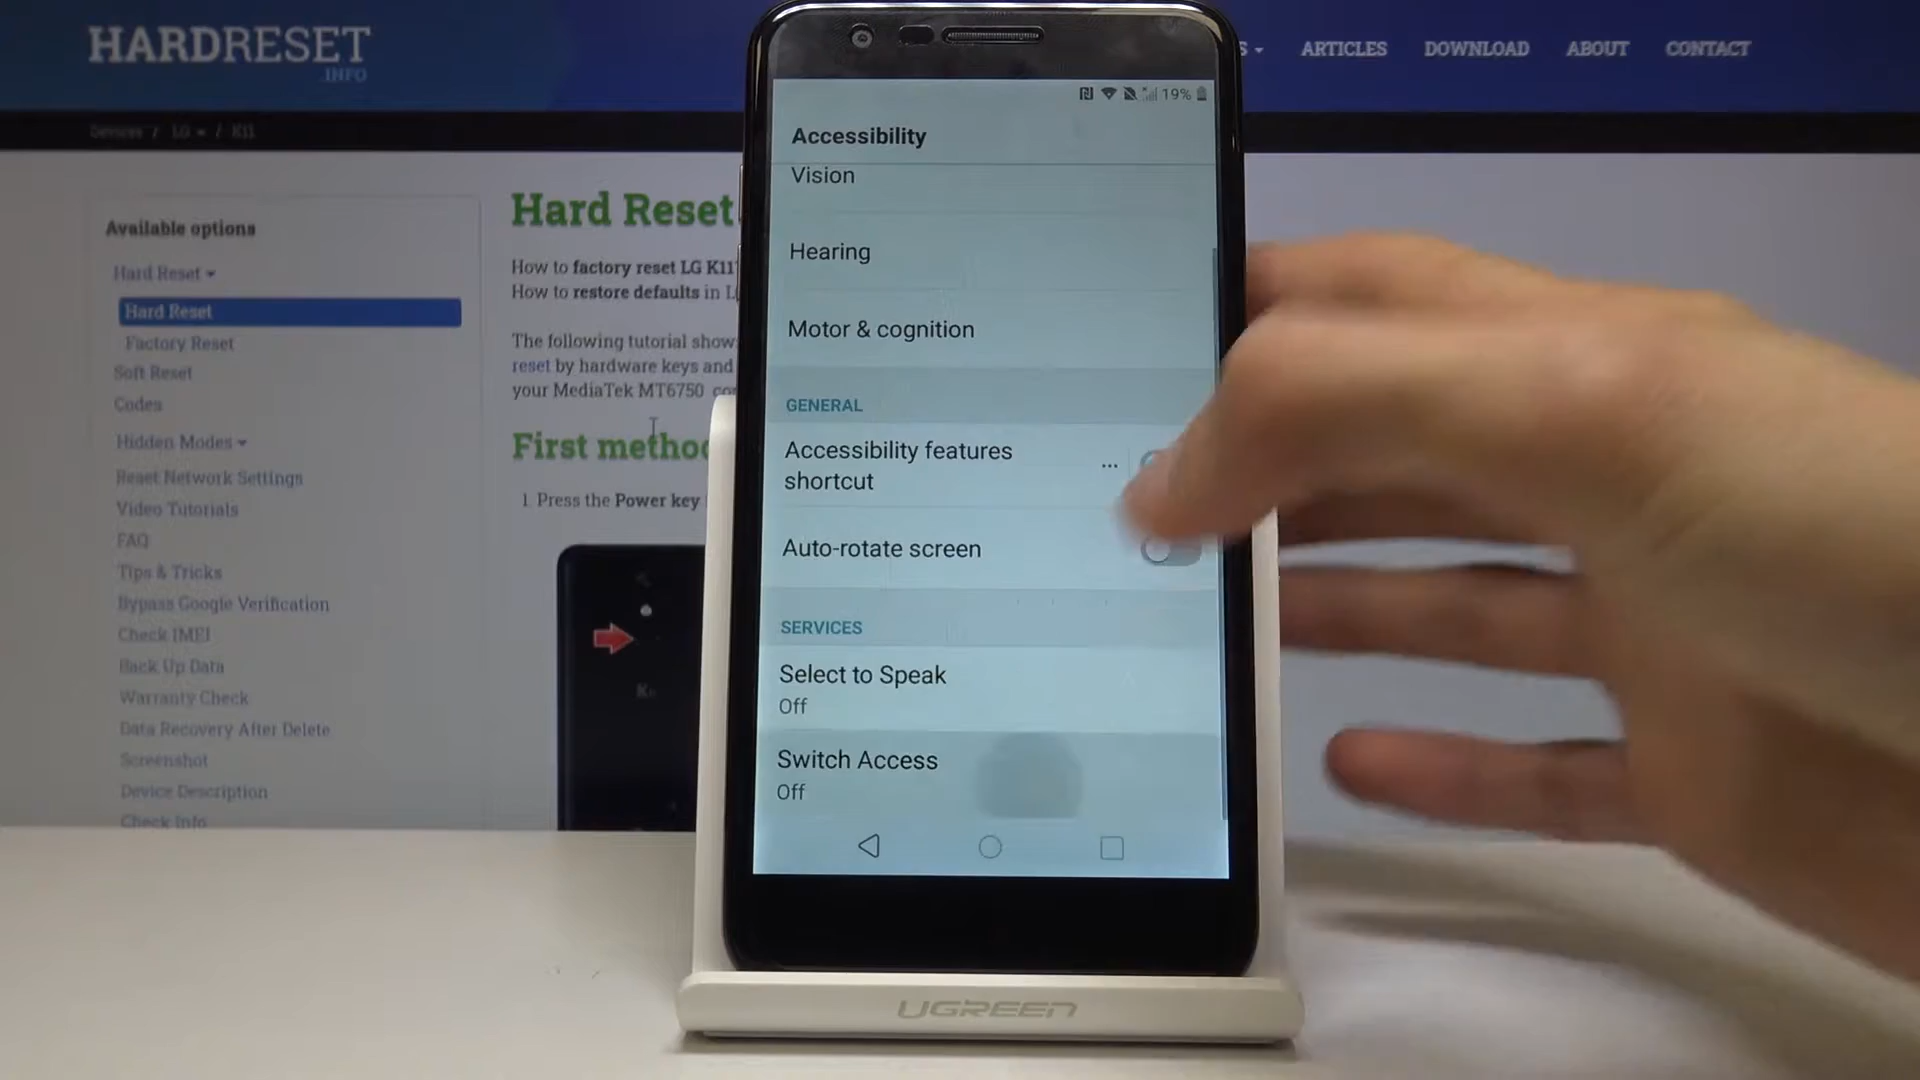 HARDRESET
.INFO
ARTICLES
DOWNLOAD
ABOUT
CONTACT
Devices / LG / K11
Available options
Hard Reset
Hard Reset
Factory Reset
Soft Reset
Codes
Hidden Modes
Reset Network Settings
Video Tutorials
FAQ
Tips & Tricks
Bypass Google Verification
Check IMEI
Back Up Data
Warranty Check
Data Recovery After Delete
Screenshot
Device Description
Check Info
Hard Reset
How to factory reset LG K11
How to restore defaults in
The following tutorial show
reset by hardware keys and
your MediaTek MT6750
First
1 Press the Power key
19%
Accessibility
Vision
Hearing
Motor & cognition
GENERAL
Accessibility features
shortcut
...
Auto-rotate screen
SERVICES
Select to Speak
Off
Switch Access
Off
UGREEN